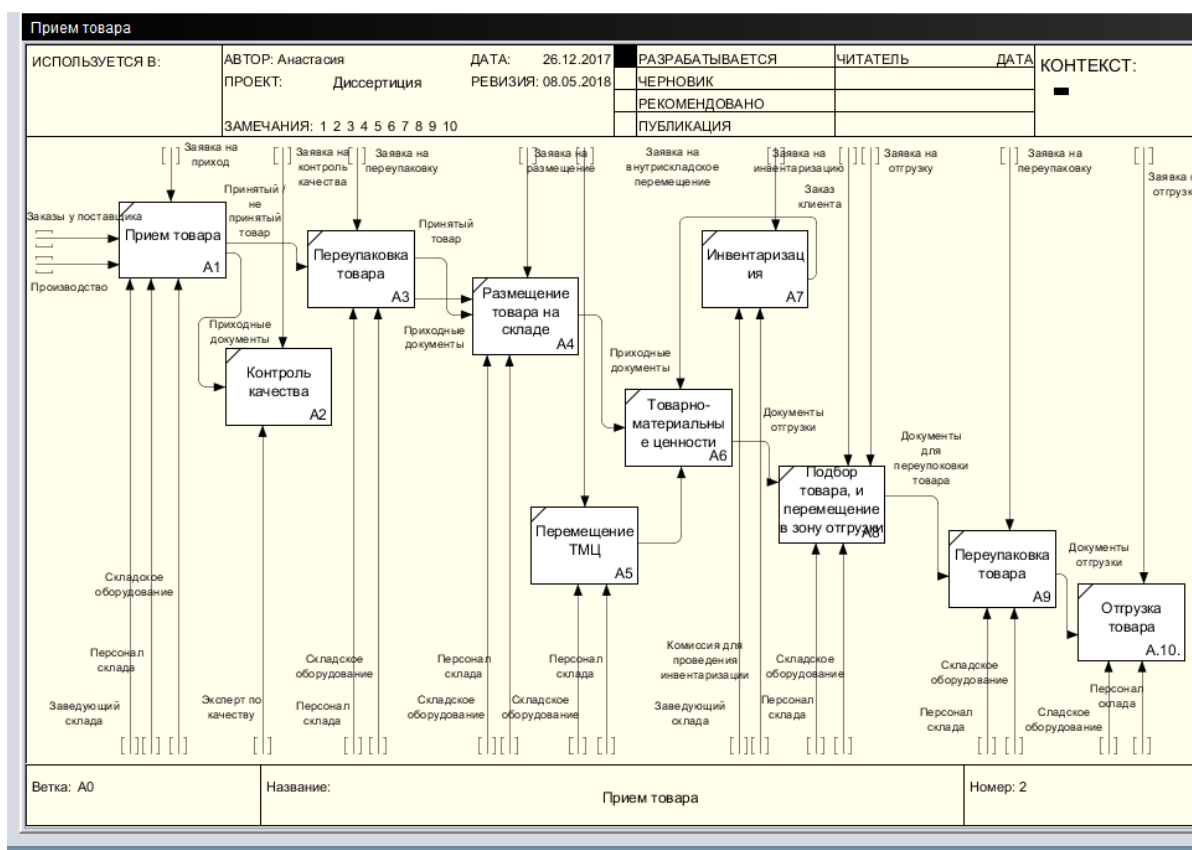 Прием товара
ИСПОЛЬЗУЕТСЯ В:
АВТОР: Анастасия
ДАТА: 26.12.2017
ПРОЕКТ: Диссертиция
РЕВИЗИЯ: 08.05.2018
ЗАМЕЧАНИЯ: 1 2 3 4 5 6 7 8 9 10
РАЗРАБАТЫВАЕТСЯ
ЧЕРНОВИК
РЕКОМЕНДОВАНО
ПУБЛИКАЦИЯ
ЧИТАТЕЛЬ
ДАТА
КОНТЕКСТ:
Заявка на
приход
Заявка на
контроль
качества
Заявка на
переупаковку
Заявка на
размещение
Заявка на
внутрискладское
перемещение
Заявка на
инвентаризацию
Заявка на
отгрузку
Заявка на
переупаковку
Заявка
Заказы у поставщика
Производство
Прием товара
A1
Принятый /
не
принятый
товар
Приходные
документы
Контроль
качества
A2
Переупаковка
товара
A3
Принятый
товар
Приходные
документы
Размещение
товара на
складе
A4
Приходные
документы
Перемещение
ТМЦ
A5
Товарно-
материальны
е ценности
A6
Заказ
клиента
Инвентаризац
ия
A7
Документы
отгрузки
Подбор
товара, и
перемещение
в зону отгрузки
A8
Документы
для
переупоковки
товара
Переупаковка
товара
A9
Документы
отгрузки
Отгрузка
товара
А.10.
Складское
оборудование
Персонал
склада
Заведующий
склада
Эксперт по
качеству
Складское
оборудование
Персонал
склада
Персонал
склада
Складское
оборудование
Складское
оборудование
Персонал
склада
Комиссия для
проведения
инвентаризации
Заведующий
склада
Складское
оборудование
Персонал
склада
Складское
оборудование
Персонал
склада
Персонал
склада
Сладское
оборудование
Ветка: A0
Название:
Прием товара
Номер: 2